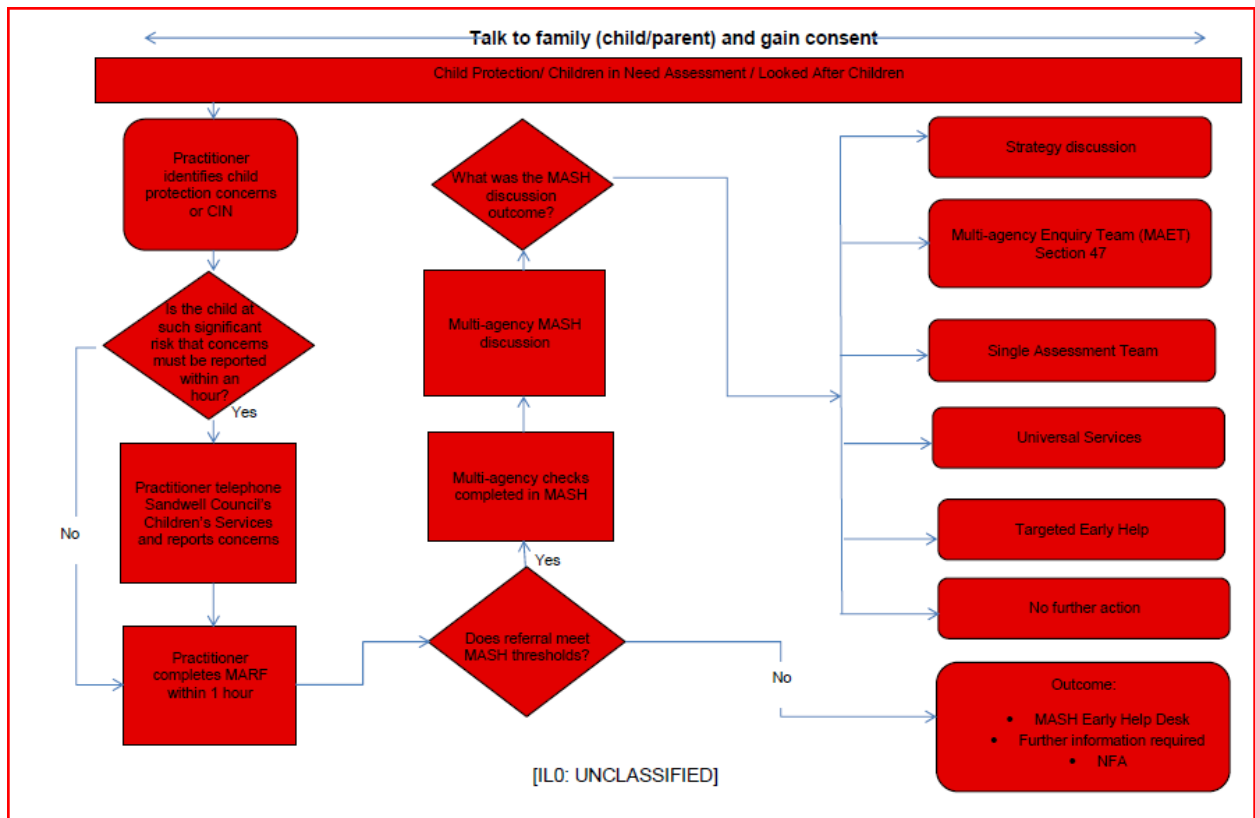 Talk to family (child/parent) and gain consent
Child Protection/ Children in Need Assessment / Looked After Children
Practitioner
identifies child
protection concerns
or CIN
Is the child at
such significant
risk that concerns
must be reported
within an
hour?
Yes
No
Practitioner telephone
Sandwell Council's
Children's Services
and reports concerns
Practitioner
completes MARF
within 1 hour
What was the MASH
discussion
outcome?
Multi-agency MASH
discussion
Multi-agency checks
completed in MASH
Yes
Does referral meet
MASH thresholds?
No
Strategy discussion
Multi-agency Enquiry Team (MAET)
Section 47
Single Assessment Team
Universal Services
Targeted Early Help
No further action
Outcome:
• MASH Early Help Desk
• Further information required
• NFA
[IL0: UNCLASSIFIED]